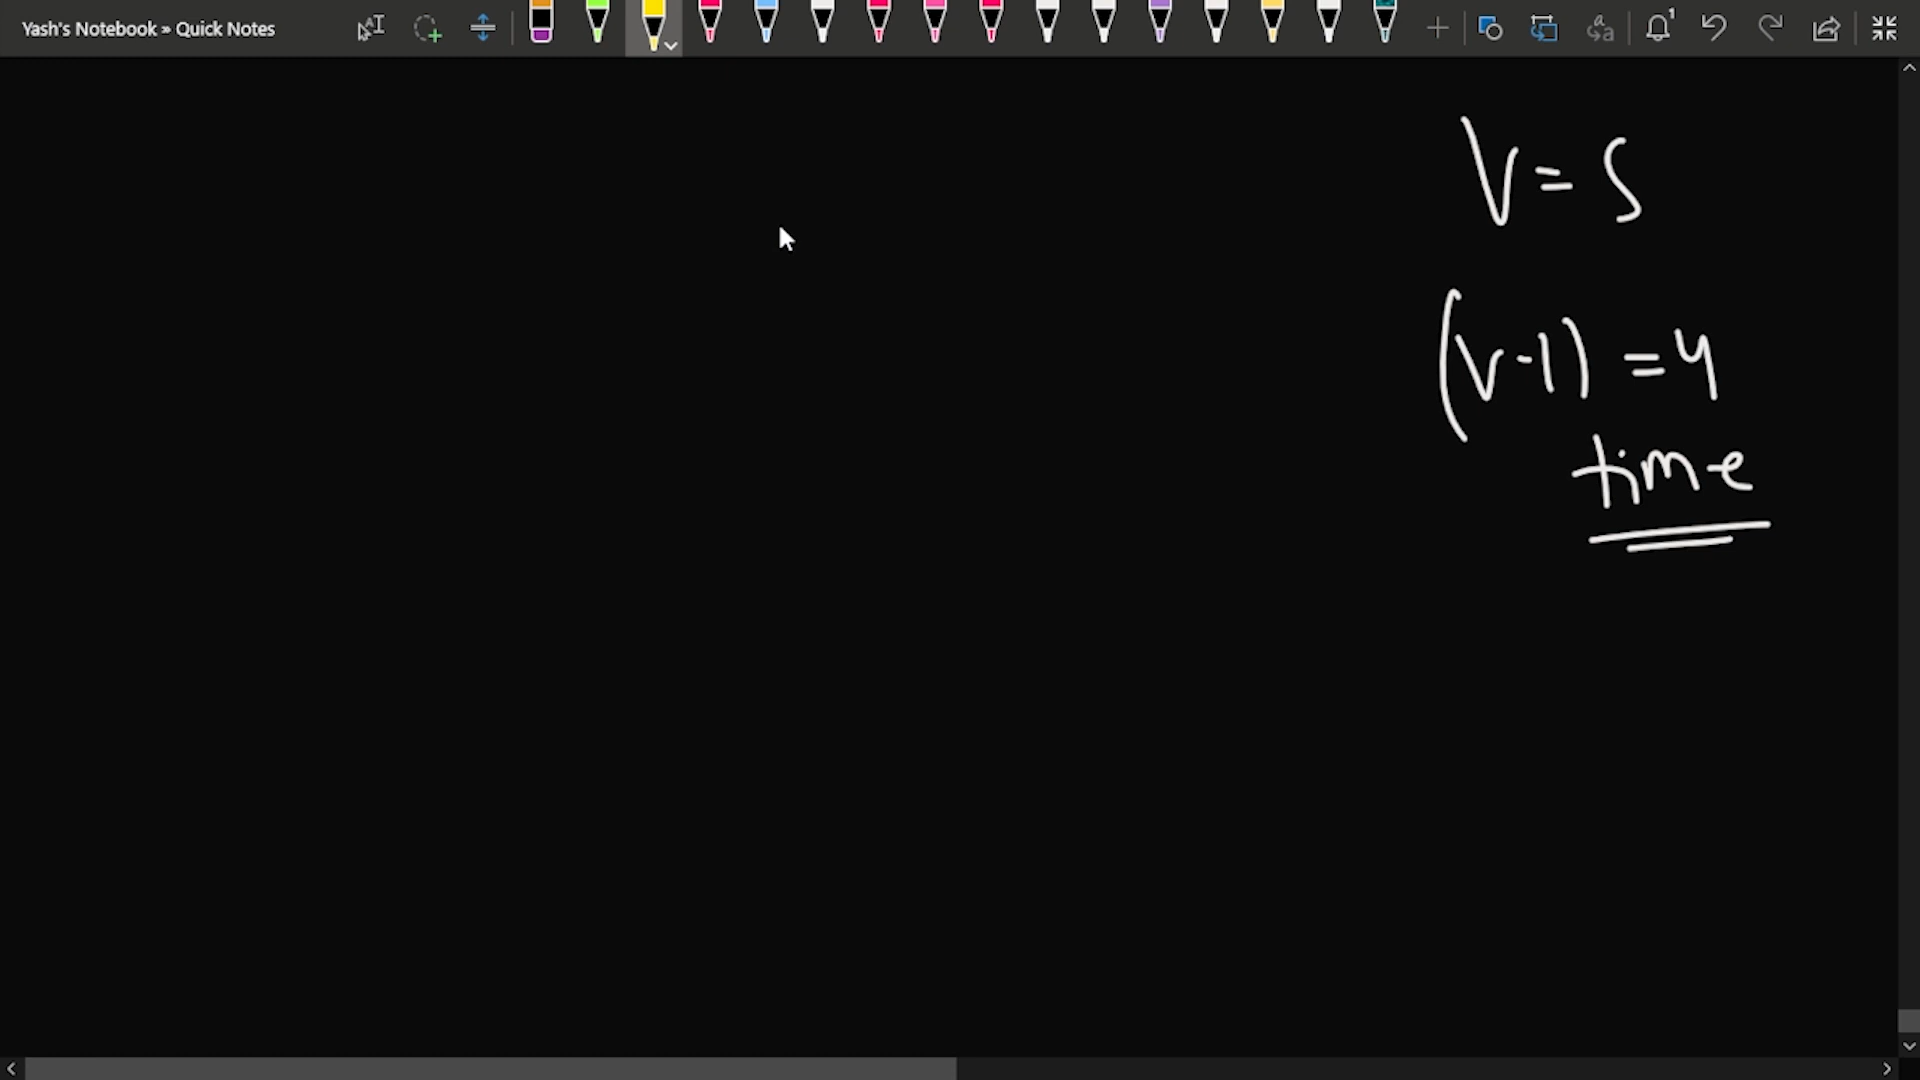 Yash's Notebook » Quick Notes
V = 5
(V-1) = 4
time